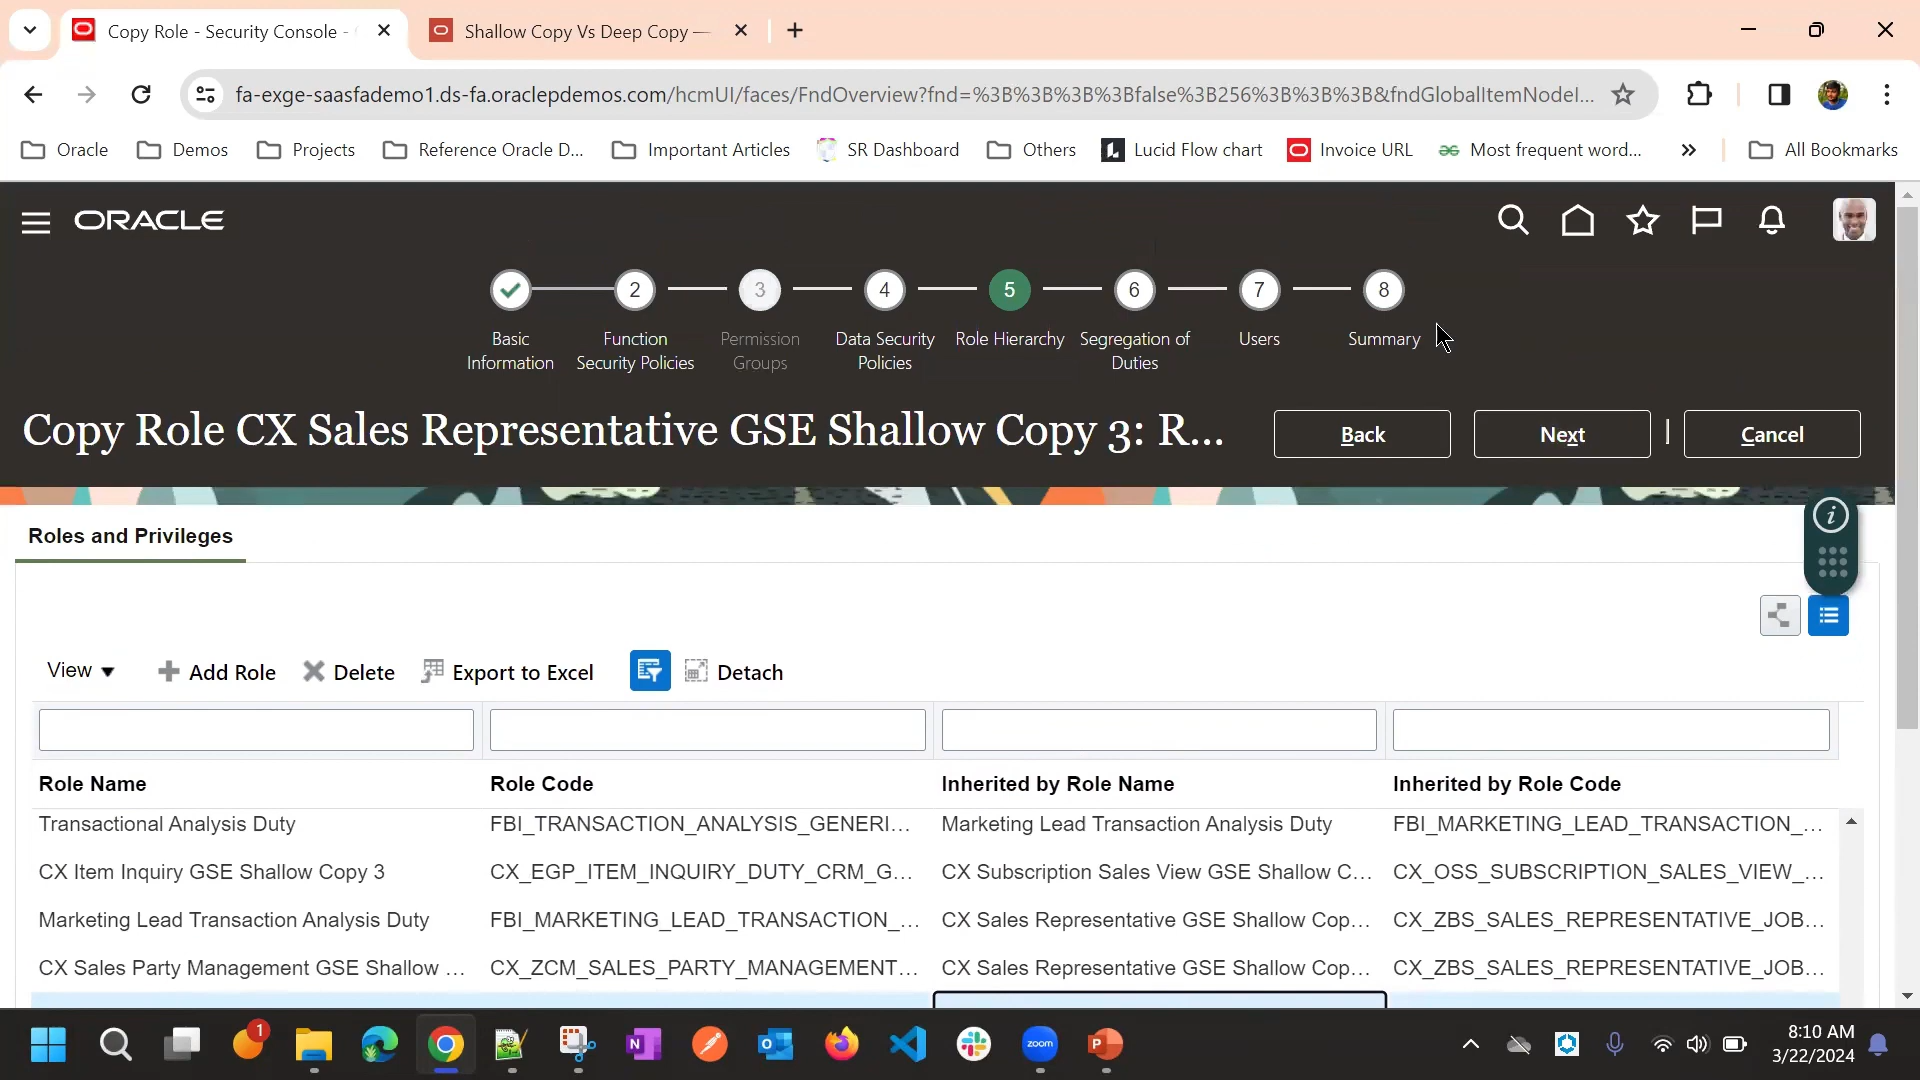 Copy Role - Security Console -
Shallow Copy Vs Deep Copy —
fa-exge-saasfademo1.ds-fa.oraclepdemos.com/hcmUI/faces/FndOverview?fnd=%3B%3B%3B%3Bfalse%3B256%3B%3B%3B&fndGlobalItemNodeI...
Oracle
Demos
Projects
Reference Oracle D...
Important Articles
SR Dashboard
Others
Lucid Flow chart
Invoice URL
Most frequent word...
All Bookmarks
ORACLE
2
3
4
5
6
7
8
Basic
Information
Function
Security Policies
Permission
Groups
Data Security
Policies
Role Hierarchy
Segregation of
Duties
Users
Summary
Copy Role CX Sales Representative GSE Shallow Copy 3: R...
Back
Next
Cancel
Roles and Privileges
View
Add Role
Delete
Export to Excel
Detach
Role Name
Role Code
Inherited by Role Name
Inherited by Role Code
Transactional Analysis Duty
FBI_TRANSACTION_ANALYSIS_GENERI...
Marketing Lead Transaction Analysis Duty
FBI_MARKETING_LEAD_TRANSACTION_...
CX Item Inquiry GSE Shallow Copy 3
CX_EGP_ITEM_INQUIRY_DUTY_CRM_G...
CX Subscription Sales View GSE Shallow C...
CX_OSS_SUBSCRIPTION_SALES_VIEW_...
Marketing Lead Transaction Analysis Duty
FBI_MARKETING_LEAD_TRANSACTION_...
CX Sales Representative GSE Shallow Cop...
CX_ZBS_SALES_REPRESENTATIVE_JOB...
CX Sales Party Management GSE Shallow ...
CX_ZCM_SALES_PARTY_MANAGEMENT...
CX Sales Representative GSE Shallow Cop...
CX_ZBS_SALES_REPRESENTATIVE_JOB...
1
zoom
8:10 AM
3/22/2024